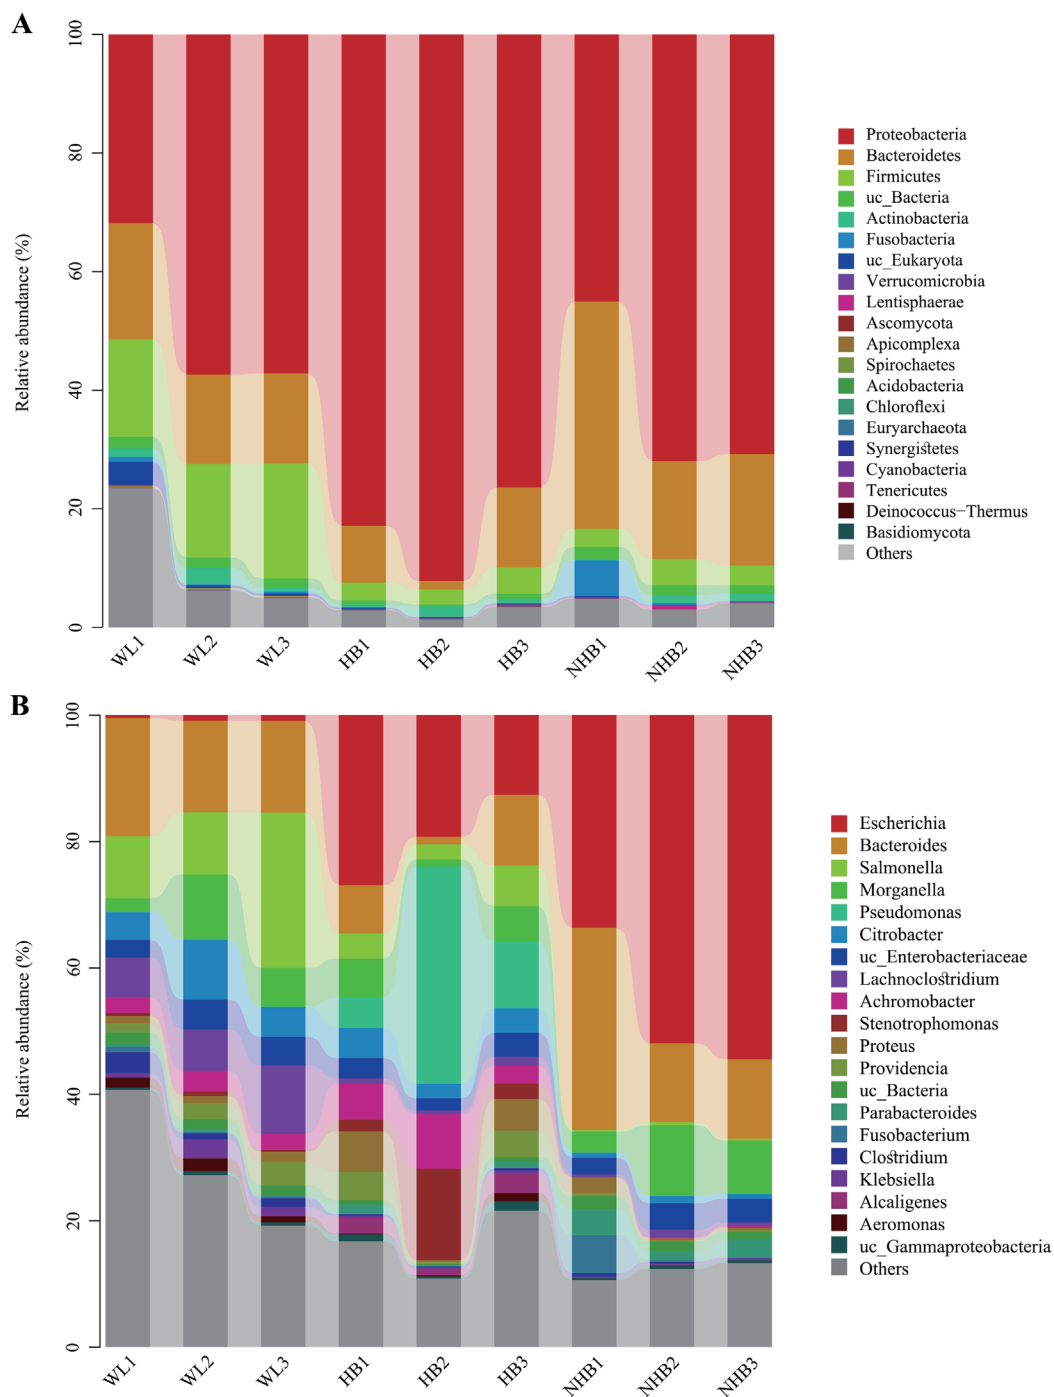 A
Relative abundance (%)
100
80
60
40
20
0
WL1
WL2
WL3
HB1
HB2
HB3
NHB1
NHB2
NHB3
Proteobacteria
Bacteroidetes
Firmicutes
uc_Bacteria
Actinobacteria
Fusobacteria
uc_Eukaryota
Verrucomicrobia
Lentisphaerae
Ascomycota
Apicomplexa
Spirochaetes
Acidobacteria
Chloroflexi
Euryarchaeota
Synergistetes
Cyanobacteria
Tenericutes
Deinococcus−Thermus
Basidiomycota
Others
B
Relative abundance (%)
100
80
60
40
20
0
WL1
WL2
WL3
HB1
HB2
HB3
NHB1
NHB2
NHB3
Escherichia
Bacteroides
Salmonella
Morganella
Pseudomonas
Citrobacter
uc_Enterobacteriaceae
Lachnoclostridium
Achromobacter
Stenotrophomonas
Proteus
Providencia
uc_Bacteria
Parabacteroides
Fusobacterium
Clostridium
Klebsiella
Alcaligenes
Aeromonas
uc_Gammaproteobacteria
Others